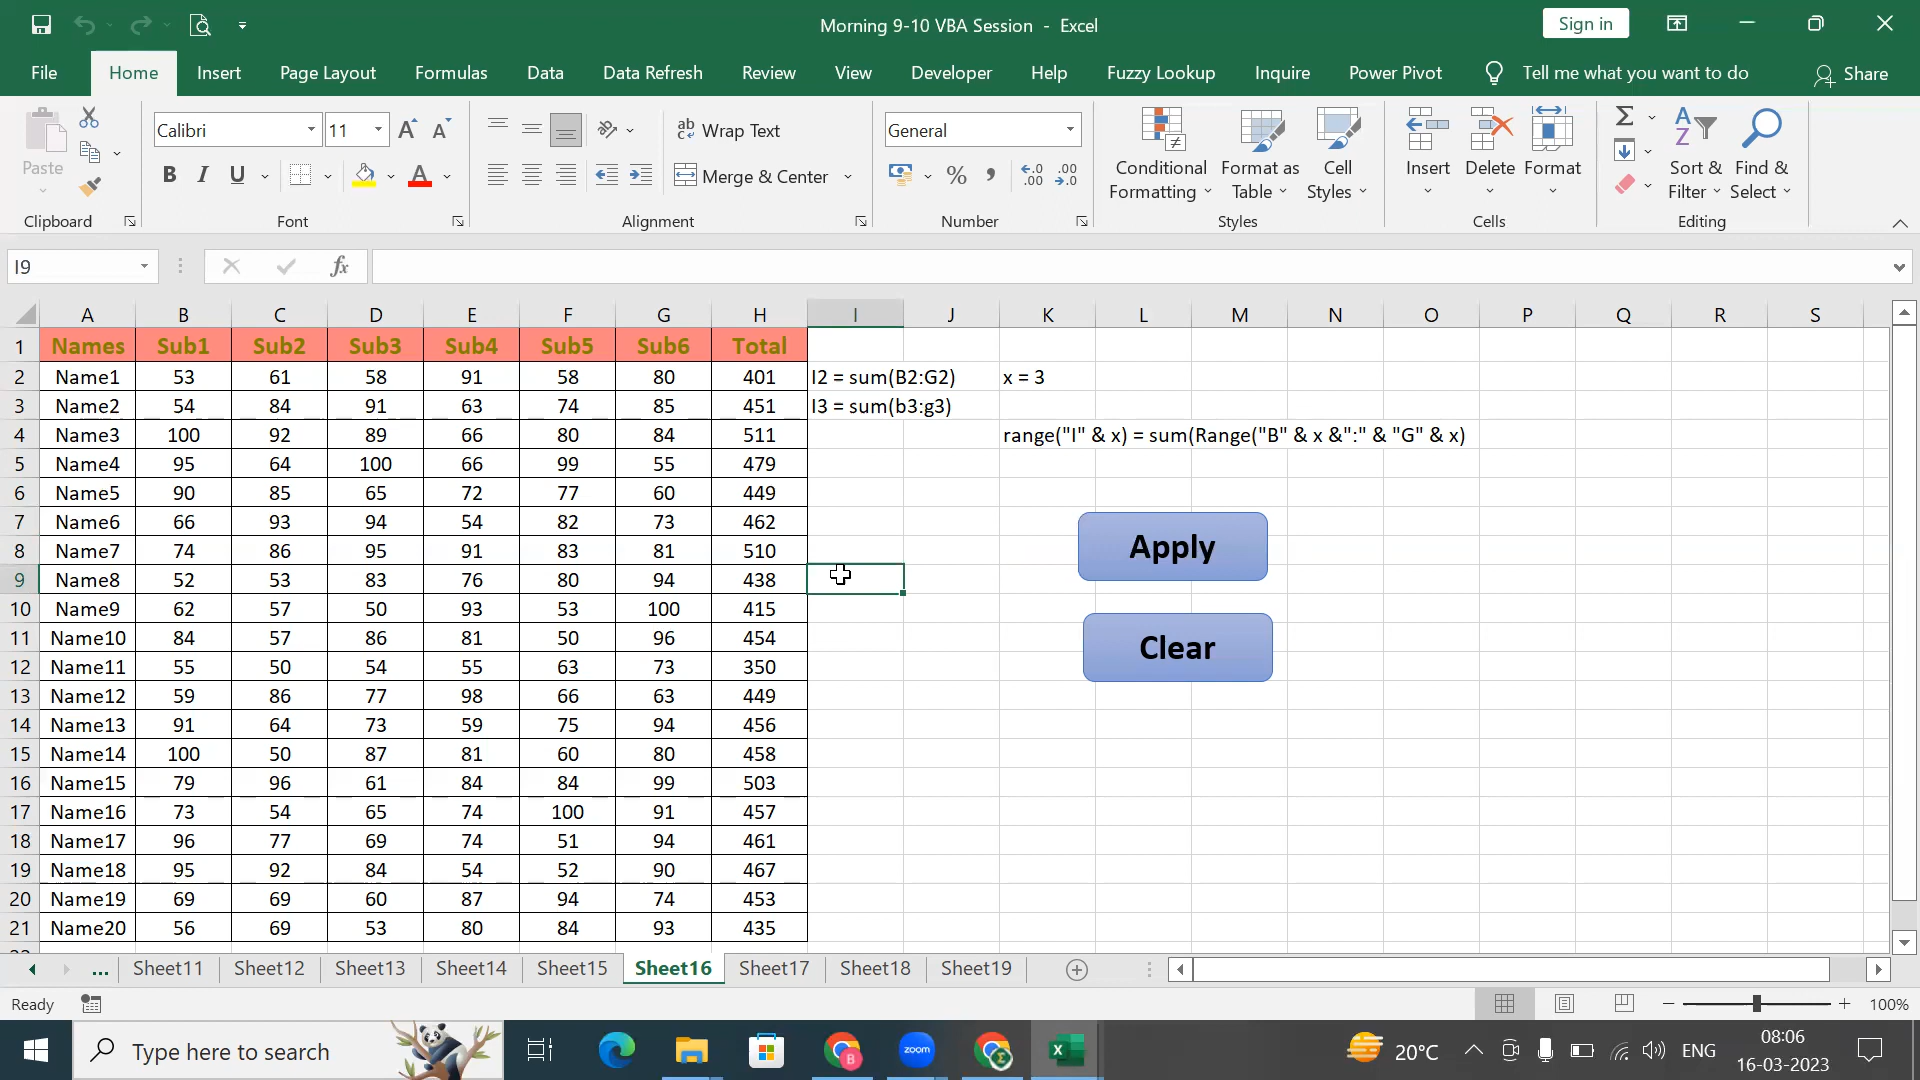 Morning 9-10 VBA Session - Excel
Sign in
File Home Insert Page Layout Formulas Data Data Refresh Review View Developer Help Fuzzy Lookup Inquire Power Pivot Tell me what you want to do Share
Paste
Calibri 11
B I U
Wrap Text
Merge & Center
General
Conditional Formatting
Format as Table
Cell Styles
Insert Delete Format
Sort & Filter
Find & Select
Clipboard Font Alignment Number Styles Cells Editing
I9 fx
A B C D E F G H I J K L M N O P Q R S
1 Names Sub1 Sub2 Sub3 Sub4 Sub5 Sub6 Total
2 Name1 53 61 58 91 58 80 401 I2 = sum(B2:G2) x = 3
3 Name2 54 84 91 63 74 85 451 I3 = sum(b3:g3)
4 Name3 100 92 89 66 80 84 511 range("I" & x) = sum(Range("B" & x &":" & "G" & x)
5 Name4 95 64 100 66 99 55 479
6 Name5 90 85 65 72 77 60 449
7 Name6 66 93 94 54 82 73 462
8 Name7 74 86 95 91 83 81 510
9 Name8 52 53 83 76 80 94 438
10 Name9 62 57 50 93 53 100 415
11 Name10 84 57 86 81 50 96 454
12 Name11 55 50 54 55 63 73 350
13 Name12 59 86 77 98 66 63 449
14 Name13 91 64 73 59 75 94 456
15 Name14 100 50 87 81 60 80 458
16 Name15 79 96 61 84 84 99 503
17 Name16 73 54 65 74 100 91 457
18 Name17 96 77 69 74 51 94 461
19 Name18 95 92 84 54 52 90 467
20 Name19 69 69 60 87 94 74 453
21 Name20 56 69 53 80 84 93 435
Apply
Clear
... Sheet11 Sheet12 Sheet13 Sheet14 Sheet15 Sheet16 Sheet17 Sheet18 Sheet19
Ready 100%
Type here to search
zoom
20°C
ENG
08:06
16-03-2023